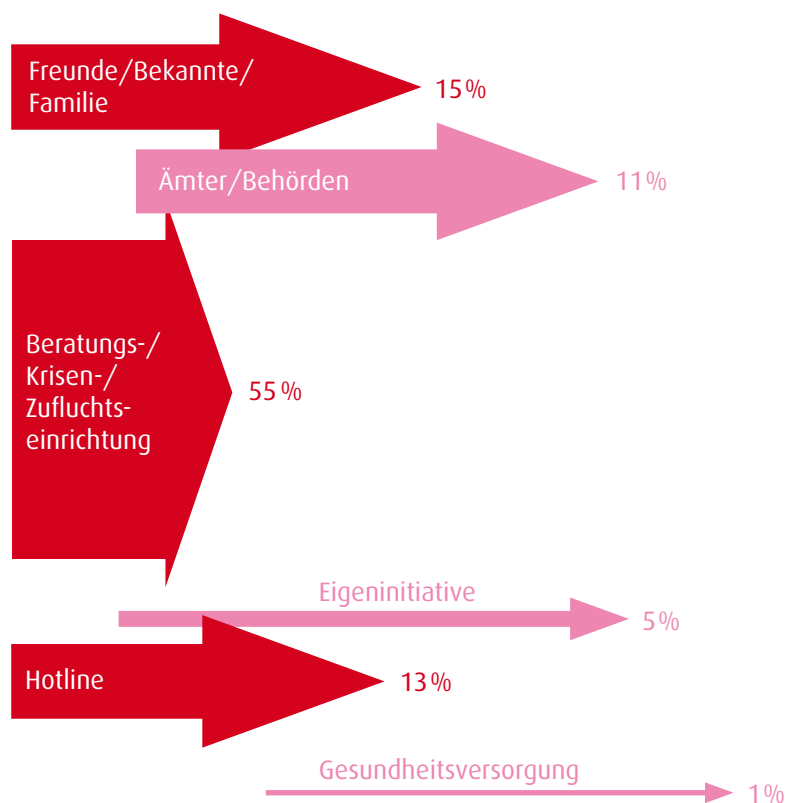 Freunde/Bekannte/
Familie
15 %
Ämter/Behörden
11 %
Beratungs-/
Krisen-/
Zufluchts-
einrichtung
55 %
Eigeninitiative
5 %
Hotline
13 %
Gesundheitsversorgung
1 %